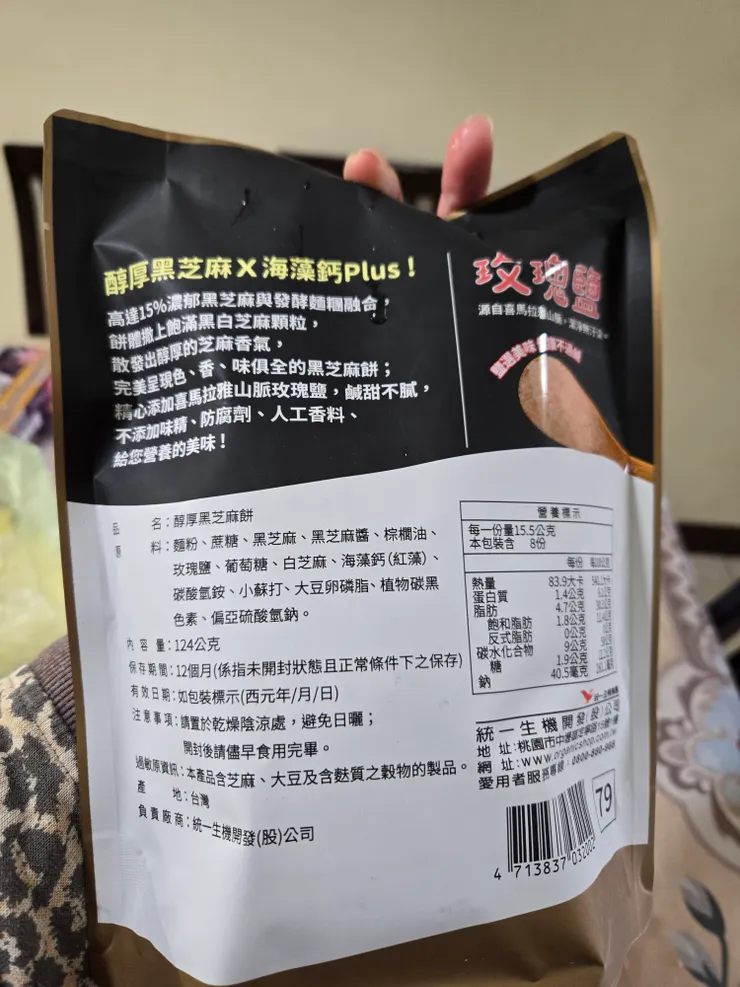 醇厚黑芝麻X海藻鈣Plus！
高達15%濃郁黑芝麻與發酵麵糰融合，
餅體撒上飽滿黑白芝麻顆粒，
散發出醇厚的芝麻香氣，
完美呈現色、香、味俱全的黑芝麻餅；
精心添加喜馬拉雅山脈玫瑰鹽，鹹甜不膩，
不添加味精、防腐劑、人工香料、
給您營養的美味！
玫瑰鹽
源自喜馬拉雅山脈
品 名：醇厚黑芝麻餅
原 料：麵粉、蔗糖、黑芝麻、黑芝麻醬、棕櫚油、
玫瑰鹽、葡萄糖、白芝麻、海藻鈣(紅藻)、
碳酸氫銨、小蘇打、大豆卵磷脂、植物碳黑
色素、偏亞硫酸氫鈉。
內 容 量：124公克
保存期間：12個月(係指未開封狀態且正常條件下之保存)
有效日期：如包裝標示(西元年/月/日)
注意事項：請置於乾燥陰涼處，避免日曬；
開封後請儘早食用完畢。
過敏原資訊：本產品含芝麻、大豆及含麩質之穀物的製品。
產 地：台灣
負責廠商：統一生機開發(股)公司
營養標示
每一份量15.5公克
本包裝含 8份
每份
熱量 83.9大卡
蛋白質 1.4公克
脂肪 4.7公克
飽和脂肪 1.8公克
反式脂肪 0公克
碳水化合物 9公克
糖 1.9公克
鈉 40.5毫克
統一生機開發(股)公司
地址：桃園市中壢區
網址：www.organicshop.com.tw
愛用者服務專線：0800-880-888
79
4 713837 032002